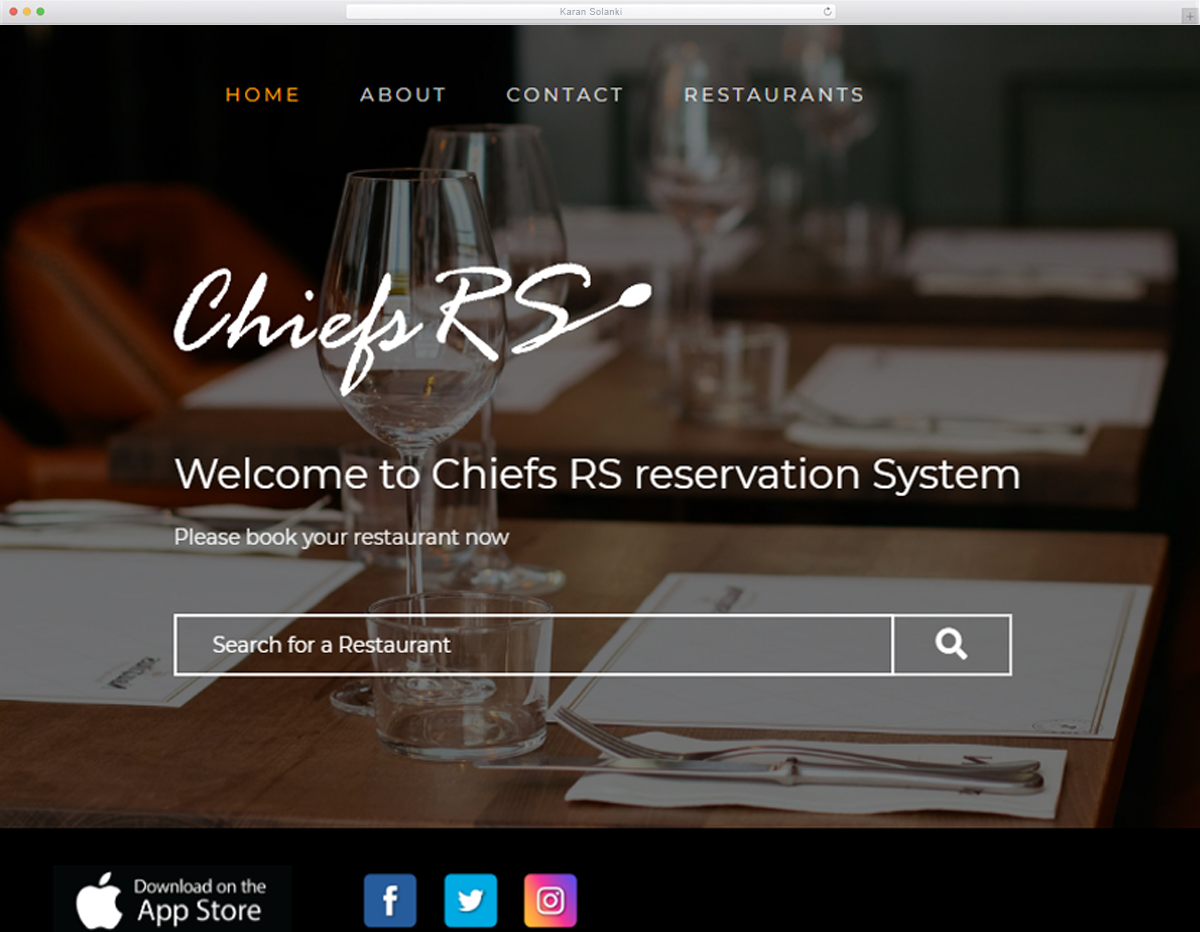 Karan Solanki
HOME ABOUT CONTACT RESTAURANTS
Chiefs RS
Welcome to Chiefs RS reservation System
Please book your restaurant now
Search for a Restaurant
Download on the
App Store